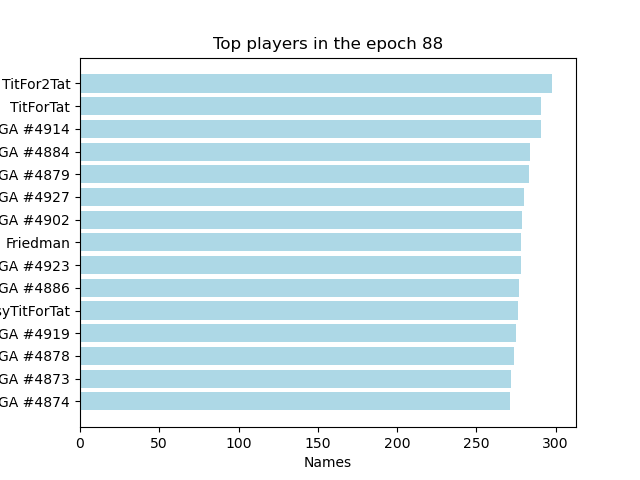 Top players in the epoch 88
TitFor2Tat
TitForTat
GA #4914
GA #4884
GA #4879
GA #4927
GA #4902
Friedman
GA #4923
GA #4886
syTitForTat
GA #4919
GA #4878
GA #4873
GA #4874
0 50 100 150 200 250 300
Names